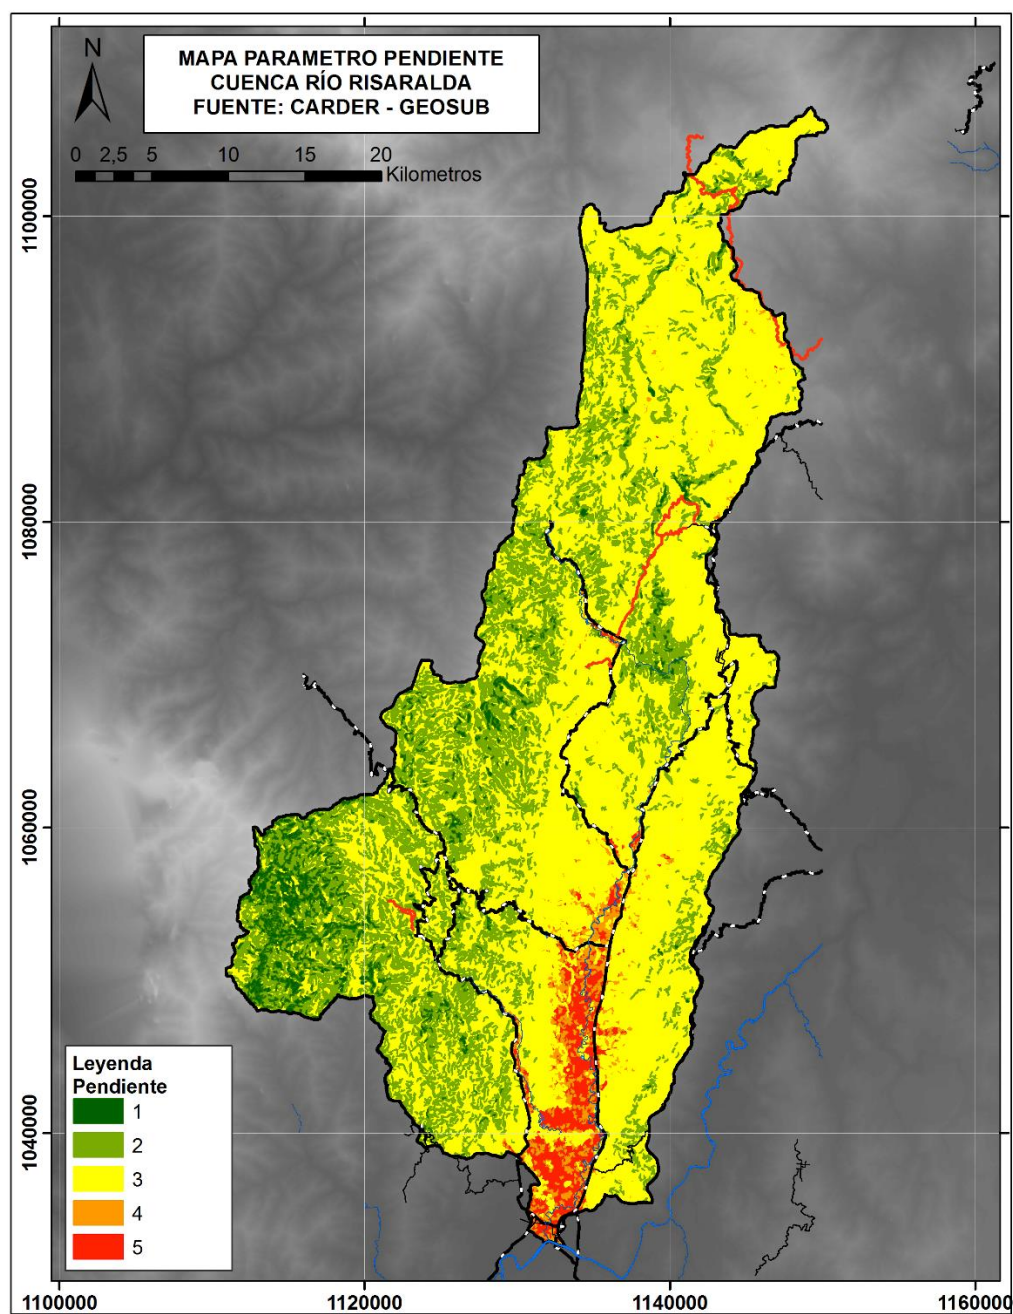 MAPA PARAMETRO PENDIENTE
CUENCA RÍO RISARALDA
FUENTE: CARDER - GEOSUB
N
0 2,5 5 10 15 20
Kilometros
1100000
1080000
1060000
1040000
Leyenda
Pendiente
1
2
3
4
5
1100000 1120000 1140000 1160000